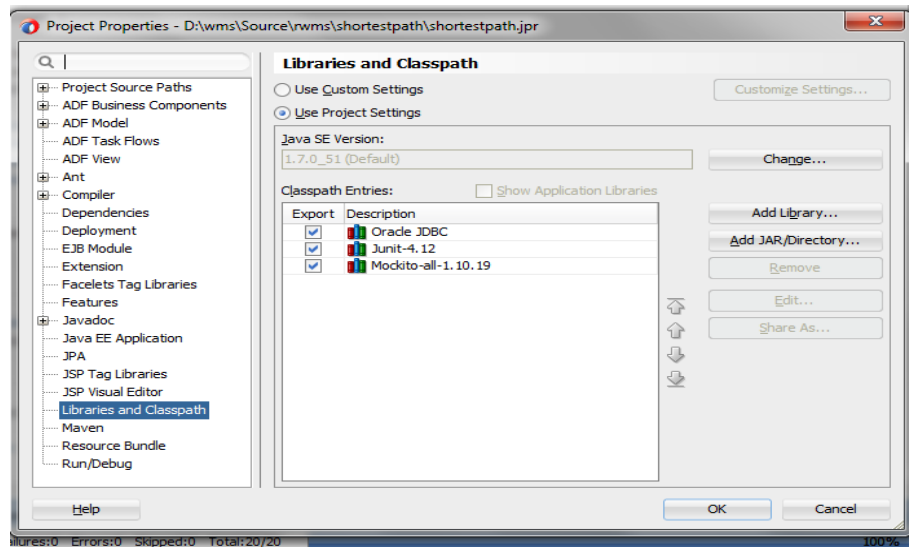 Project Properties - D:\wms\Source\rwms\shortestpath\shortestpath.jpr
Project Source Paths
ADF Business Components
ADF Model
ADF Task Flows
ADF View
Ant
Compiler
Dependencies
Deployment
EJB Module
Extension
Facelets Tag Libraries
Features
Javadoc
Java EE Application
JPA
JSP Tag Libraries
JSP Visual Editor
Libraries and Classpath
Maven
Resource Bundle
Run/Debug
Libraries and Classpath
Use Custom Settings
Customize Settings...
Use Project Settings
Java SE Version:
1.7.0_51 (Default)
Change...
Classpath Entries:
Show Application Libraries
Export Description
Oracle JDBC
Junit-4.12
Mockito-all-1.10.19
Add Library...
Add JAR/Directory...
Remove
Edit...
Share As...
Help
OK
Cancel
ilures:0 Errors:0 Skipped:0 Total:20/20
100%